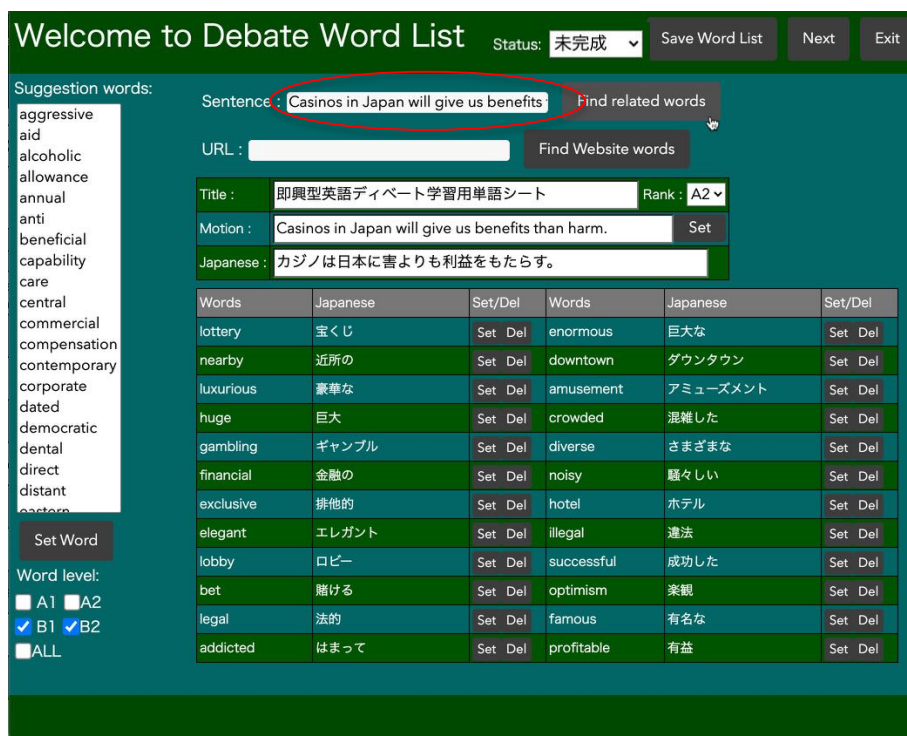 Welcome to Debate Word List Status: 未完成 Save Word List Next Exit
Suggestion words:
aggressive
aid
alcoholic
allowance
annual
anti
beneficial
capability
care
central
commercial
compensation
contemporary
corporate
dated
democratic
dental
direct
distant
eastern
Set Word
Word level:
A1 A2
B1 B2
ALL
Sentence : Casinos in Japan will give us benefits Find related words
URL : Find Website words
Title : 即興型英語ディベート学習用単語シート Rank : A2
Motion : Casinos in Japan will give us benefits than harm. Set
Japanese : カジノは日本に害よりも利益をもたらす。
Words Japanese Set/Del Words Japanese Set/Del
lottery 宝くじ Set Del enormous 巨大な Set Del
nearby 近所の Set Del downtown ダウンタウン Set Del
luxurious 豪華な Set Del amusement アミューズメント Set Del
huge 巨大 Set Del crowded 混雑した Set Del
gambling ギャンブル Set Del diverse さまざまな Set Del
financial 金融の Set Del noisy 騒々しい Set Del
exclusive 排他的 Set Del hotel ホテル Set Del
elegant エレガント Set Del illegal 違法 Set Del
lobby ロビー Set Del successful 成功した Set Del
bet 賭ける Set Del optimism 楽観 Set Del
legal 法的 Set Del famous 有名な Set Del
addicted はまって Set Del profitable 有益 Set Del